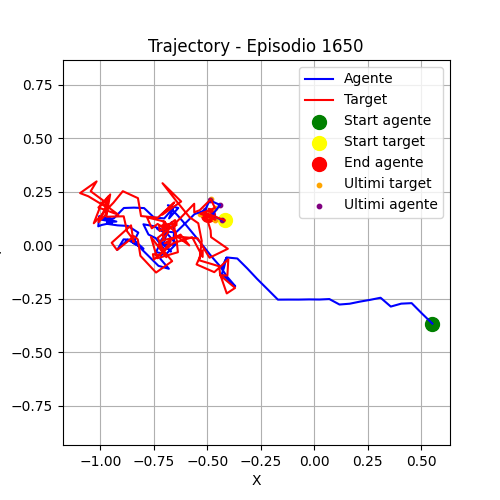 Trajectory - Episodio 1650
Agente
Target
Start agente
Start target
End agente
Ultimi target
Ultimi agente
0.75
0.50
0.25
0.00
−0.25
−0.50
−0.75
−1.00
−0.75
−0.50
−0.25
0.00
0.25
0.50
X